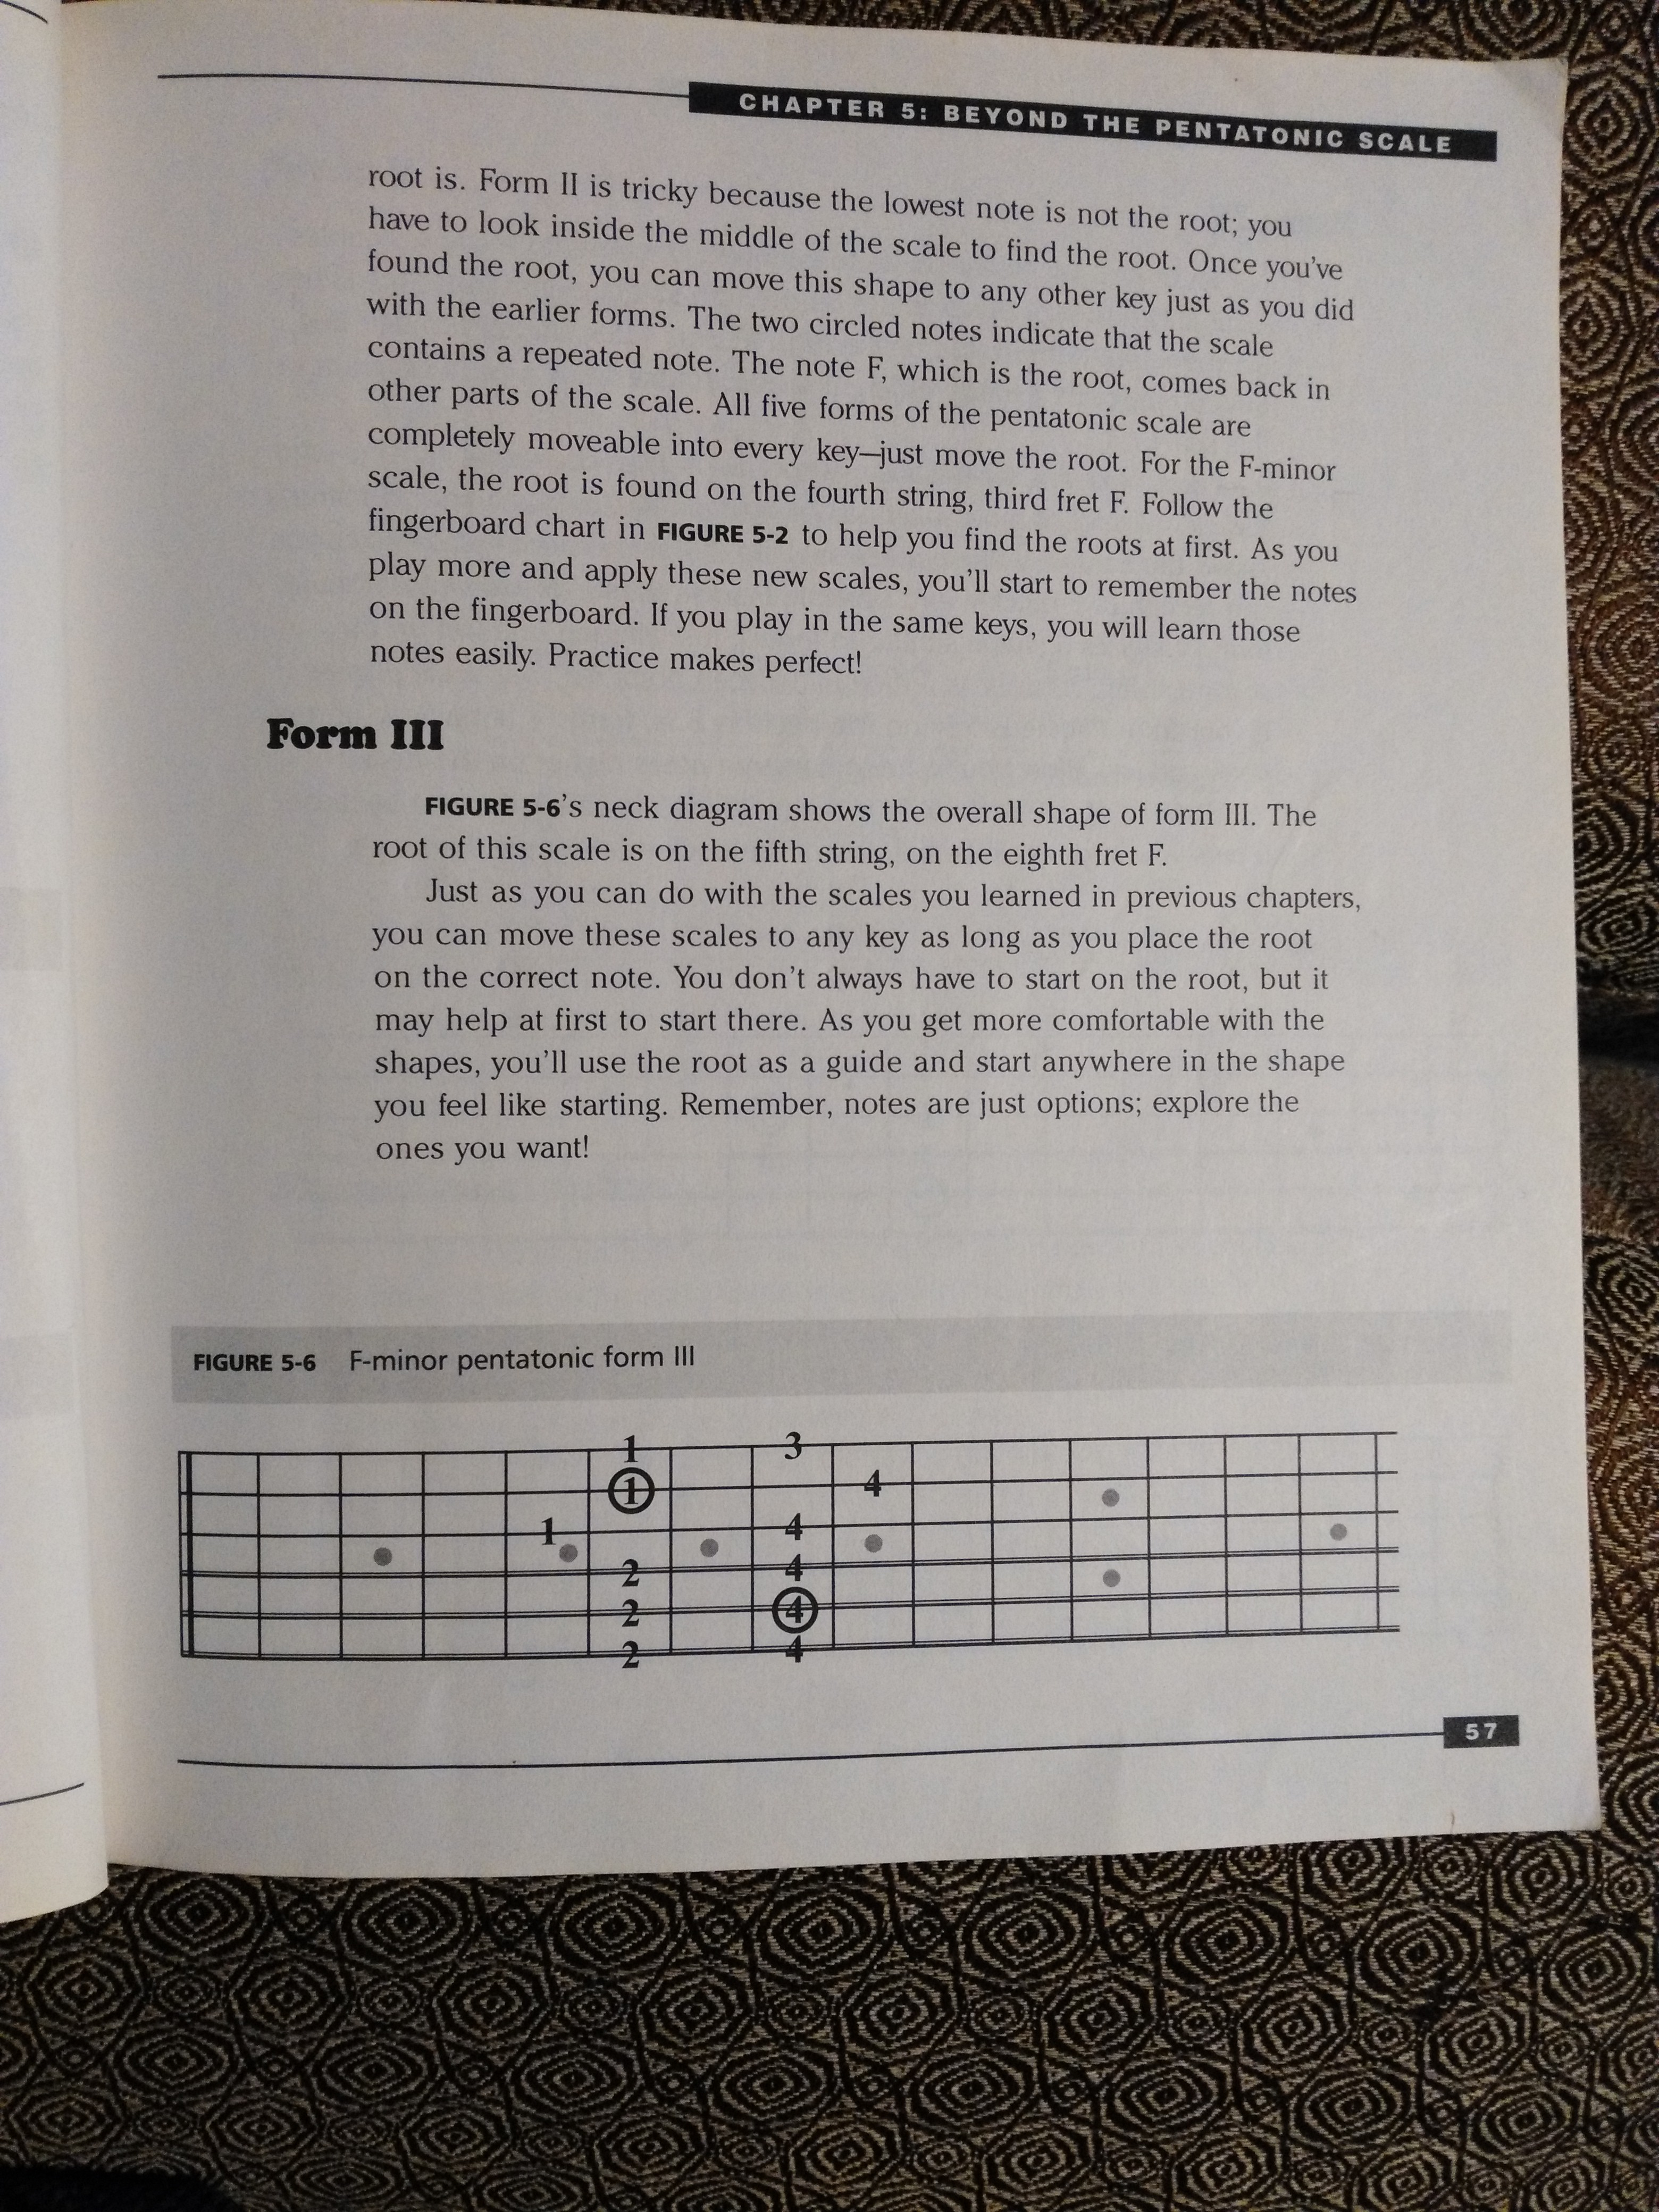 CHAPTER 5: BEYOND THE PENTATONIC SCALE
root is. Form II is tricky because the lowest note is not the root; you
have to look inside the middle of the scale to find the root. Once you've
found the root, you can move this shape to any other key just as you did
with the earlier forms. The two circled notes indicate that the scale
contains a repeated note. The note F, which is the root, comes back in
other parts of the scale. All five forms of the pentatonic scale are
completely moveable into every key—just move the root. For the F-minor
scale, the root is found on the fourth string, third fret F. Follow the
fingerboard chart in FIGURE 5-2 to help you find the roots at first. As you
play more and apply these new scales, you'll start to remember the notes
on the fingerboard. If you play in the same keys, you will learn those
notes easily. Practice makes perfect!
Form III
FIGURE 5-6's neck diagram shows the overall shape of form III. The
root of this scale is on the fifth string, on the eighth fret F.
Just as you can do with the scales you learned in previous chapters,
you can move these scales to any key as long as you place the root
on the correct note. You don't always have to start on the root, but it
may help at first to start there. As you get more comfortable with the
shapes, you'll use the root as a guide and start anywhere in the shape
you feel like starting. Remember, notes are just options; explore the
ones you want!
FIGURE 5-6 F-minor pentatonic form III
1 3
1 4
1 4
2 4
2 4
2 4
57